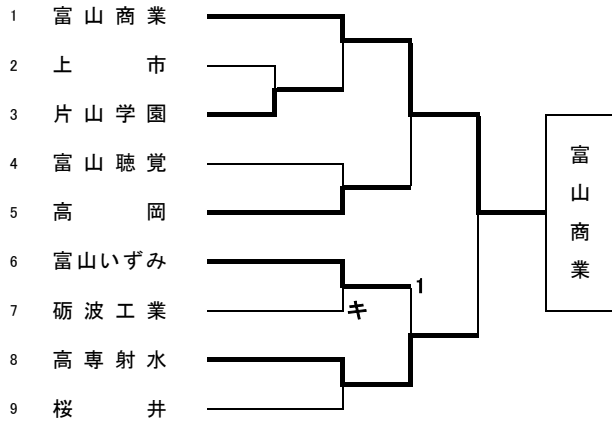 1 富山商業
2 上市
3 片山学園
4 富山聴覚
5 高岡
6 富山いずみ
1
7 砺波工業
キ
8 高専射水
9 桜井
富山商業